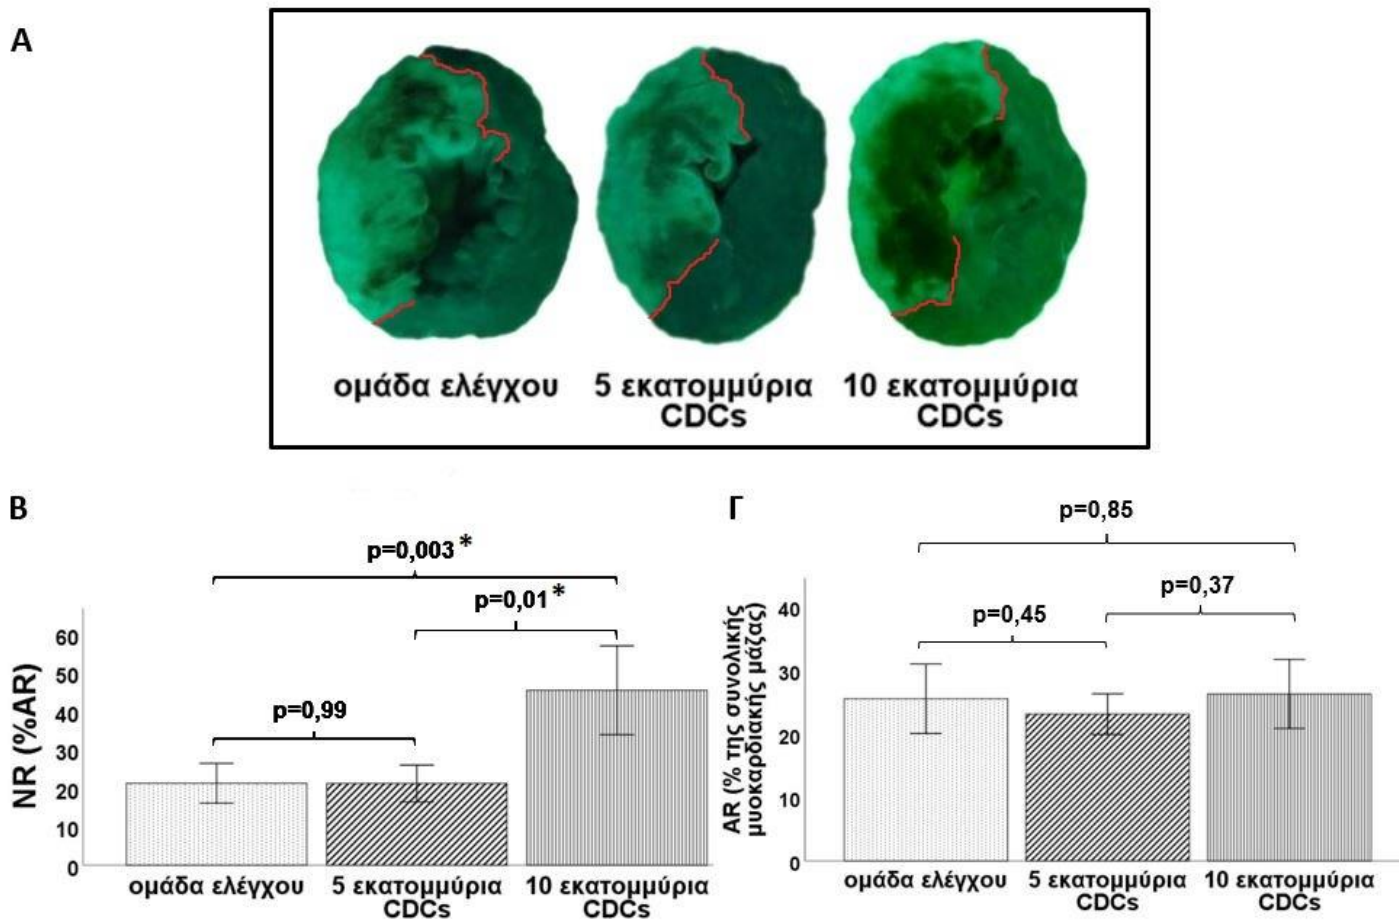 A
ομάδα ελέγχου
5 εκατομμύρια
CDCs
10 εκατομμύρια
CDCs
B
p=0,003 *
p=0,01 *
p=0,99
NR (%AR)
60
50
40
30
20
10
0
ομάδα ελέγχου
5 εκατομμύρια
CDCs
10 εκατομμύρια
CDCs
Γ
p=0,85
p=0,37
p=0,45
AR (% της συνολικής
μυοκαρδιακής μάζας)
40
30
20
10
0
ομάδα ελέγχου
5 εκατομμύρια
CDCs
10 εκατομμύρια
CDCs